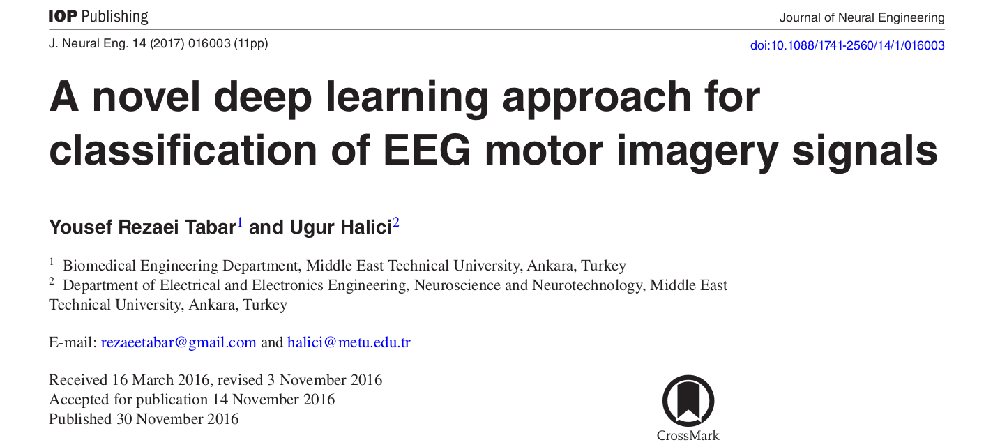 IOP Publishing
Journal of Neural Engineering
J. Neural Eng. 14 (2017) 016003 (11pp)
doi:10.1088/1741-2560/14/1/016003
A novel deep learning approach for
classification of EEG motor imagery signals
Yousef Rezaei Tabar1 and Ugur Halici2
1 Biomedical Engineering Department, Middle East Technical University, Ankara, Turkey
2 Department of Electrical and Electronics Engineering, Neuroscience and Neurotechnology, Middle East
Technical University, Ankara, Turkey
E-mail: rezaeetabar@gmail.com and halici@metu.edu.tr
Received 16 March 2016, revised 3 November 2016
Accepted for publication 14 November 2016
Published 30 November 2016
CrossMark